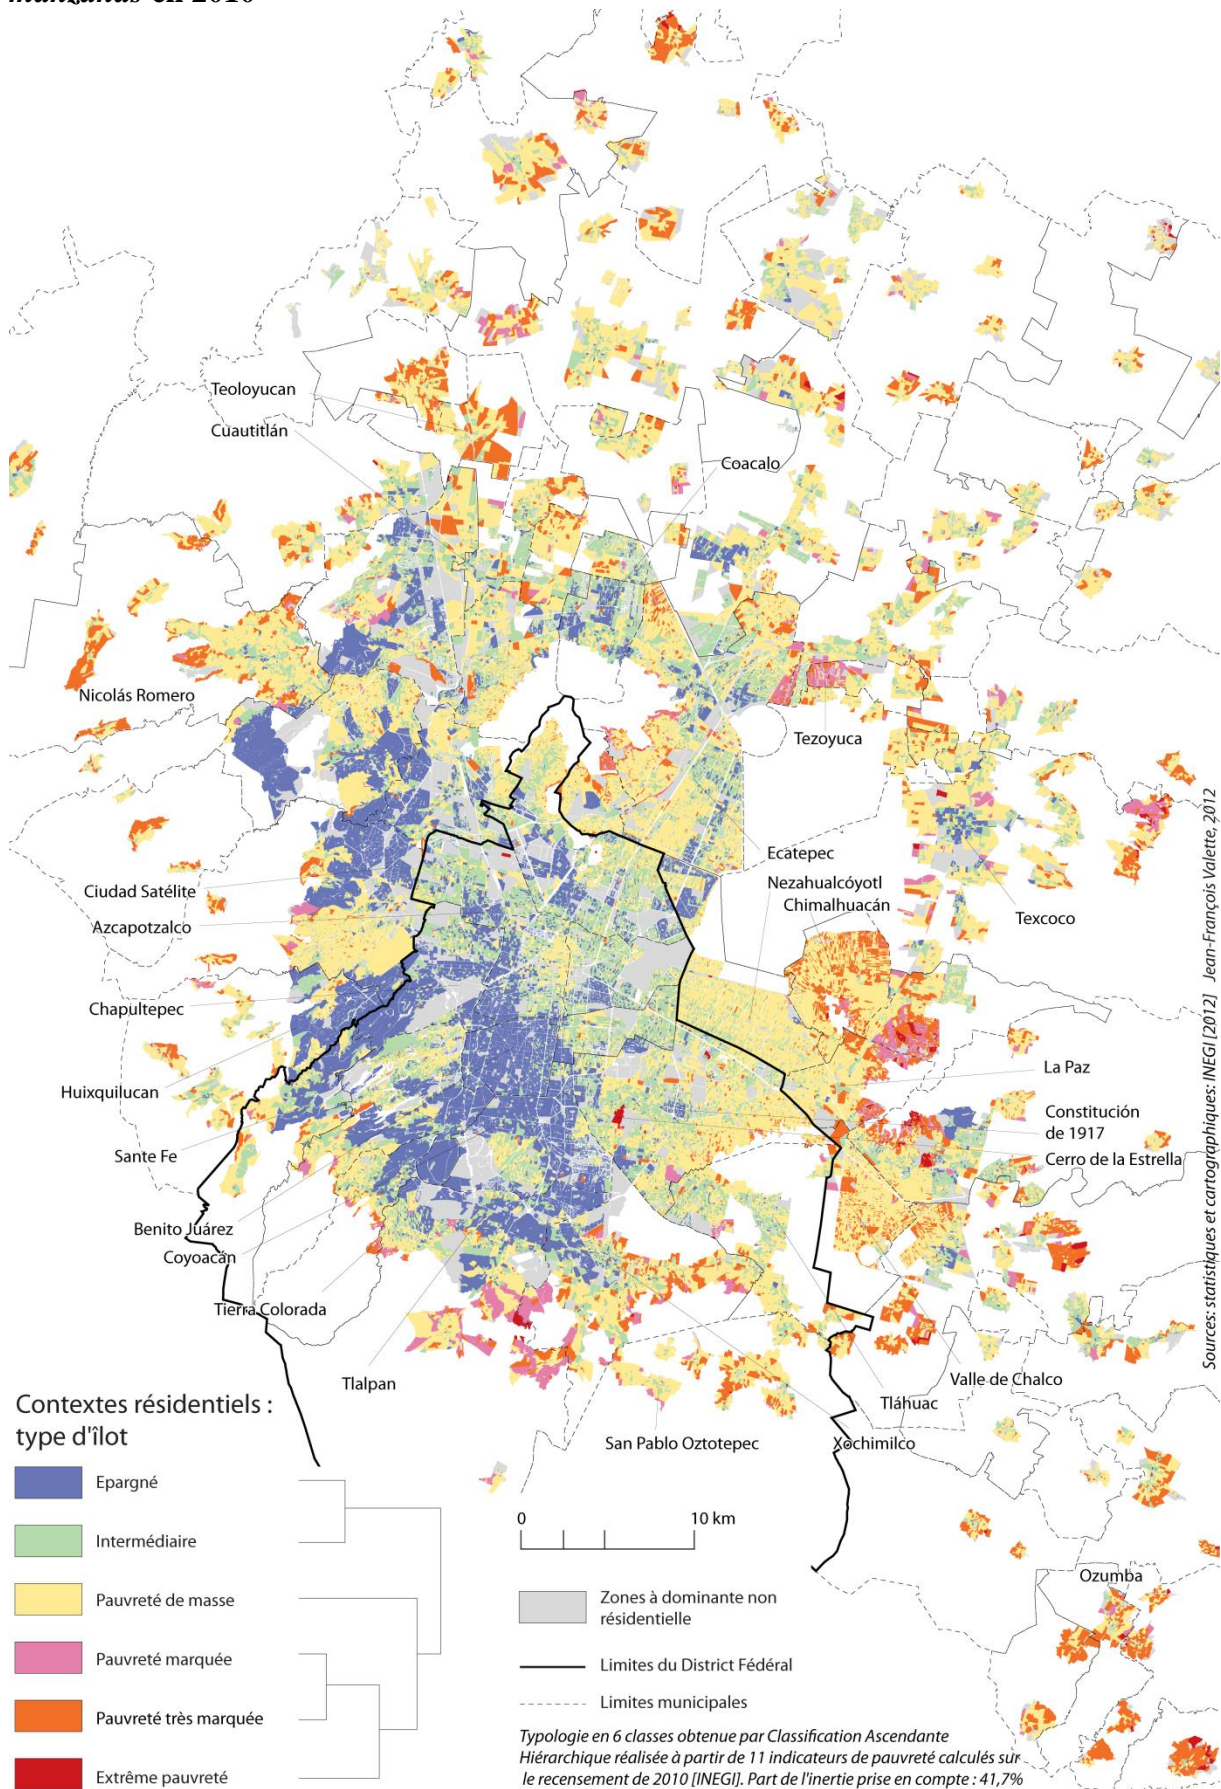 manzanas en 2010
Teoloyucan
Cuautitlán
Coacalo
Nicolás Romero
Tezoyuca
Ecatepec
Nezahualcóyotl
Chimalhuacán
Ciudad Satélite
Azcapotzalco
Texcoco
Chapultepec
Huixquilucan
La Paz
Constitución
de 1917
Sante Fe
Cerro de la Estrella
Benito Juárez
Coyoacán
Tierra Colorada
Tlalpan
Valle de Chalco
Tláhuac
San Pablo Oztotepec
Xochimilco
Ozumba
Sources: statistiques et cartographiques: INEGI [2012] Jean-François Valette, 2012
Contextes résidentiels :
type d'îlot
Epargné
Intermédiaire
Pauvreté de masse
Pauvreté marquée
Pauvreté très marquée
Extrême pauvreté
0 10 km
Zones à dominante non
résidentielle
Limites du District Fédéral
Limites municipales
Typologie en 6 classes obtenue par Classification Ascendante
Hiérarchique réalisée à partir de 11 indicateurs de pauvreté calculés sur
le recensement de 2010 [INEGI]. Part de l'inertie prise en compte : 41,7%